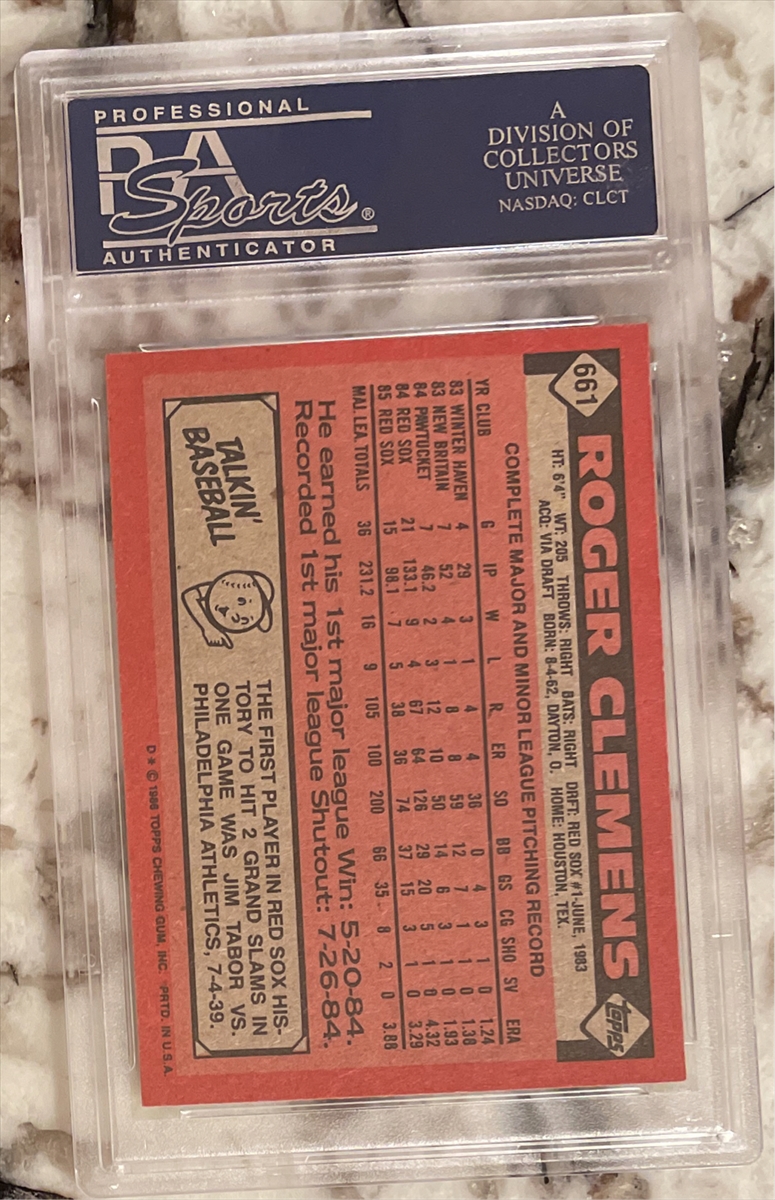 PROFESSIONAL
PSA
Sports®
AUTHENTICATOR
A
DIVISION OF
COLLECTORS
UNIVERSE
NASDAQ: CLCT
661
ROGER CLEMENS
topps
HT: 6'4" WT: 205 THROWS: RIGHT BATS: RIGHT DRFT: RED SOX #1-JUNE, 1983
ACQ: VIA DRAFT BORN: 8-4-62, DAYTON, O. HOME: HOUSTON, TEX.
COMPLETE MAJOR AND MINOR LEAGUE PITCHING RECORD
YR CLUB G IP W L R ER SO BB GS CG SHO SV ERA
83 WINTER HAVEN 4 29 3 1 4 4 36 0 4 3 1 0 1.24
83 NEW BRITAIN 7 52 4 1 8 8 59 12 7 1 1 0 1.38
84 PAWTUCKET 7 46.2 2 3 12 10 50 14 6 3 1 0 1.93
84 RED SOX 21 133.1 9 4 67 64 126 29 20 5 1 0 4.32
85 RED SOX 15 98.1 7 5 38 36 74 37 15 3 1 0 3.29
MAJ. LEA. TOTALS 36 231.2 16 9 105 100 200 66 35 8 2 0 3.88
He earned his 1st major league Win: 5-20-84.
Recorded 1st major league Shutout: 7-26-84.
TALKIN'
BASEBALL
THE FIRST PLAYER IN RED SOX HIS-
TORY TO HIT 2 GRAND SLAMS IN
ONE GAME WAS JIM TABOR VS.
PHILADELPHIA ATHLETICS, 7-4-39.
D* © 1986 TOPPS CHEWING GUM, INC. PRTD. IN U.S.A.